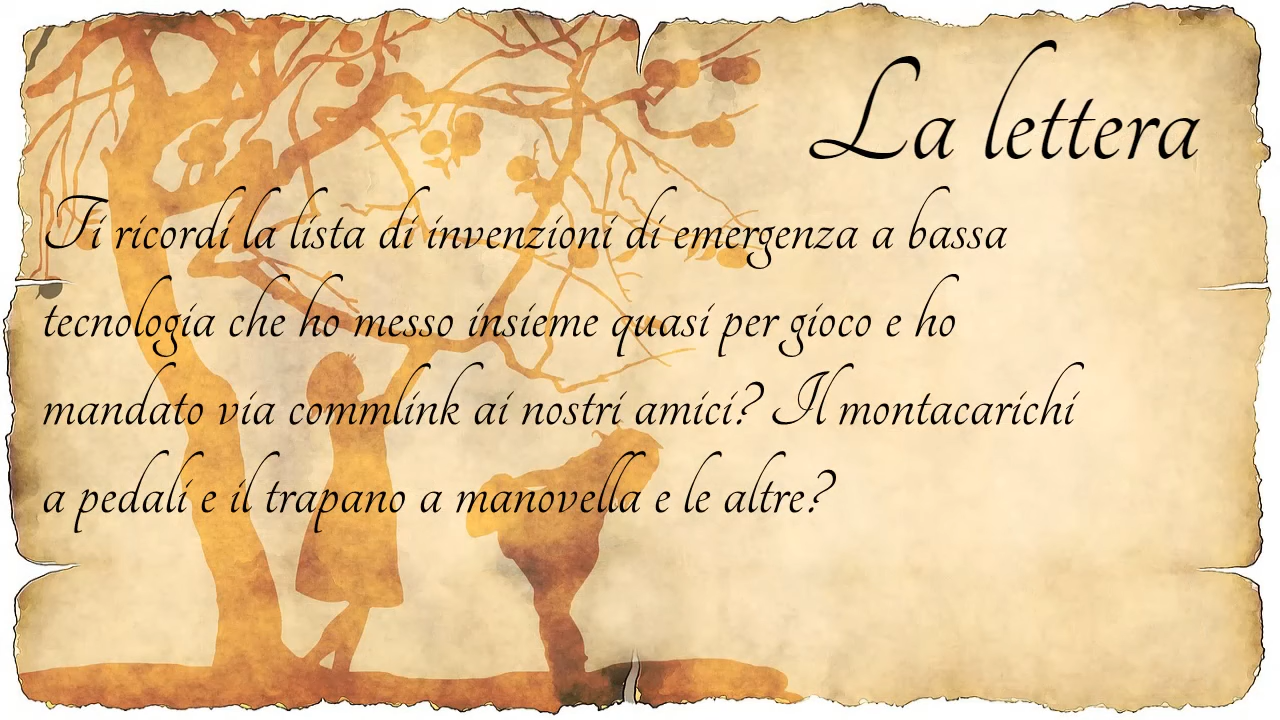 La lettera
Ti ricordi la lista di invenzioni di emergenza a bassa
tecnologia che ho messo insieme quasi per gioco e ho
mandato via commlink ai nostri amici? Il montacarichi
a pedali e il trapano a manovella e le altre?